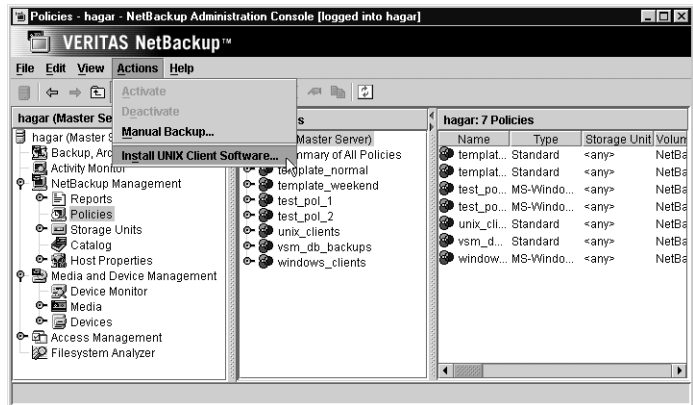 Policies - hagar - NetBackup Administration Console [logged into hagar]
VERITAS NetBackup™
File Edit View Actions Help
Activate
Deactivate
Manual Backup...
Install UNIX Client Software...
hagar (Master Se
hagar (Master S
Backup, Arc
Activity Monitor
NetBackup Management
Reports
Policies
Storage Units
Catalog
Host Properties
Media and Device Management
Device Monitor
Media
Devices
Access Management
Filesystem Analyzer
s
Master Server)
mmary of All Policies
template_normal
template_weekend
test_pol_1
test_pol_2
unix_clients
vsm_db_backups
windows_clients
hagar: 7 Policies
Name Type Storage Unit Volum
templat... Standard <any> NetBa
templat... Standard <any> NetBa
test_po... MS-Windo... <any> NetBa
test_po... MS-Windo... <any> NetBa
unix_cli... Standard <any> NetBa
vsm_d... Standard <any> NetBa
window... MS-Windo... <any> NetBa